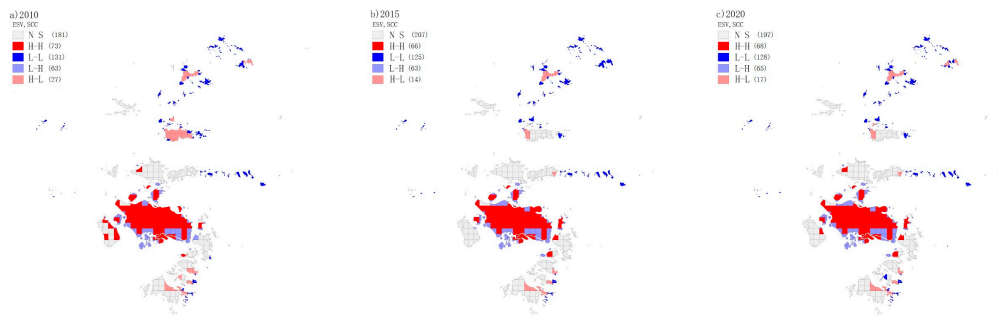 a) 2010
ESV, SCC
N S (181)
H-H (73)
L-L (131)
L-H (63)
H-L (27)
b) 2015
ESV, SCC
N S (207)
H-H (66)
L-L (125)
L-H (63)
H-L (14)
c) 2020
ESV, SCC
N S (197)
H-H (68)
L-L (128)
L-H (65)
H-L (17)